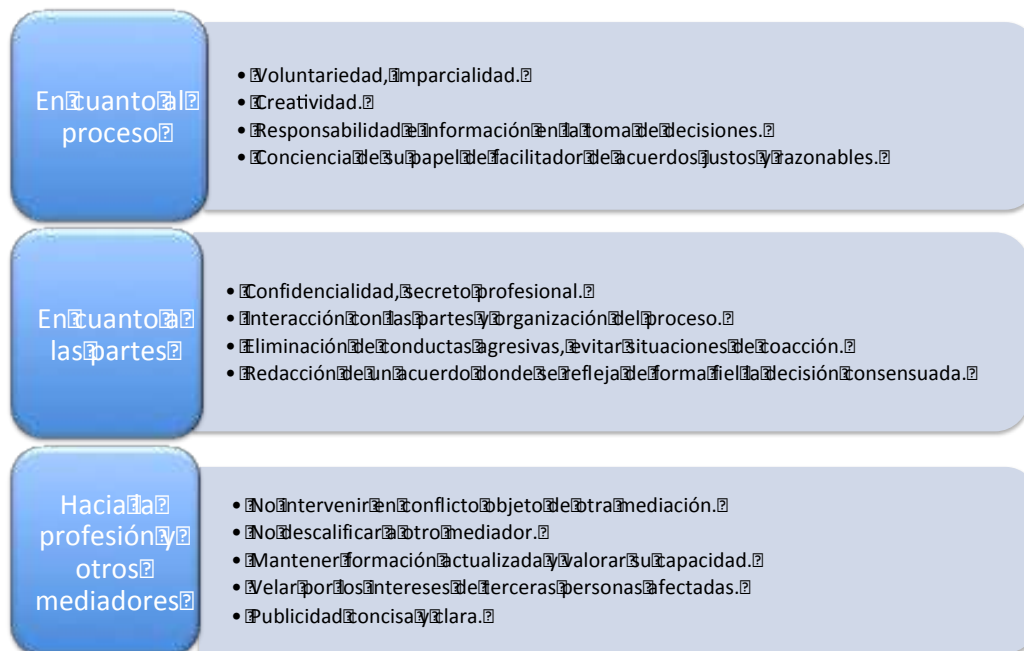 En cuanto al
proceso
• Voluntariedad, imparcialidad.
• Creatividad.
• Responsabilidad e información en la toma de decisiones.
• Conciencia de su papel de facilitador de acuerdos justos y razonables.
En cuanto a
las partes
• Confidencialidad, secreto profesional.
• Interacción con las partes y organización del proceso.
• Eliminación de conductas agresivas, evitar situaciones de coacción.
• Redacción de un acuerdo donde se refleja de forma fiel la decisión consensuada.
Hacia la
profesión y
otros
mediadores
• No intervenir en conflicto objeto de otra mediación.
• No descalificar a otro mediador.
• Mantener formación actualizada y valorar su capacidad.
• Velar por los intereses de terceras personas afectadas.
• Publicidad concisa y clara.